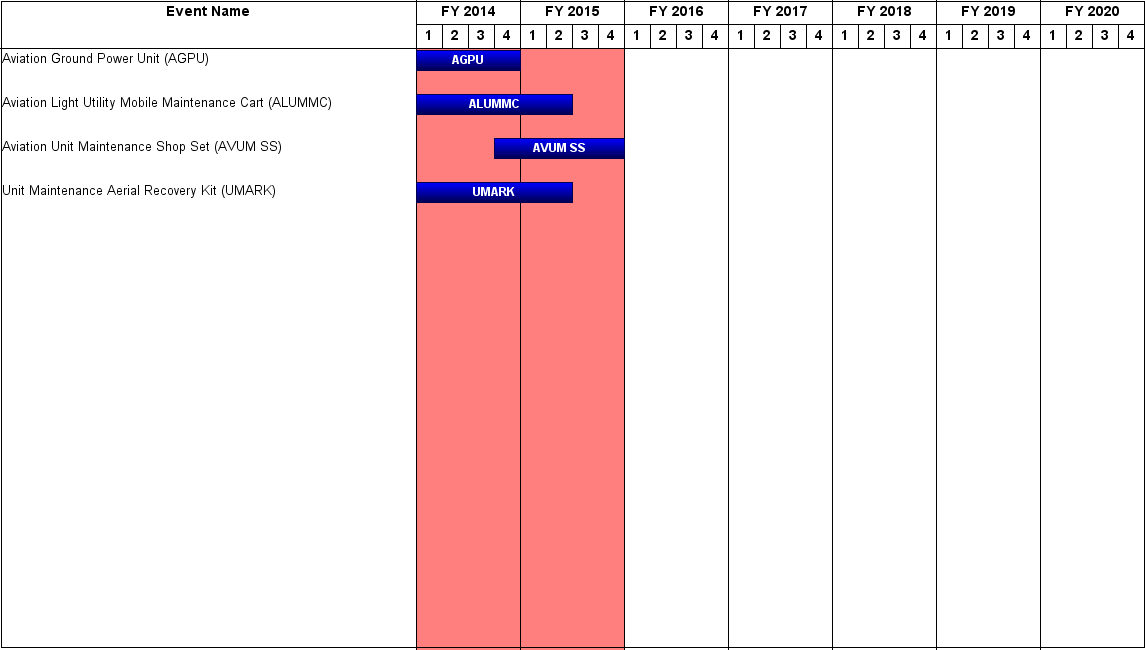 Event Name FY 2014 FY 2015 FY 2016 FY 2017 FY 2018 FY 2019 FY 2020
1 2 3 4 1 2 3 4 1 2 3 4 1 2 3 4 1 2 3 4 1 2 3 4 1 2 3 4
Aviation Ground Power Unit (AGPU) AGPU
Aviation Light Utility Mobile Maintenance Cart (ALUMMC) ALUMMC
Aviation Unit Maintenance Shop Set (AVUM SS) AVUM SS
Unit Maintenance Aerial Recovery Kit (UMARK) UMARK